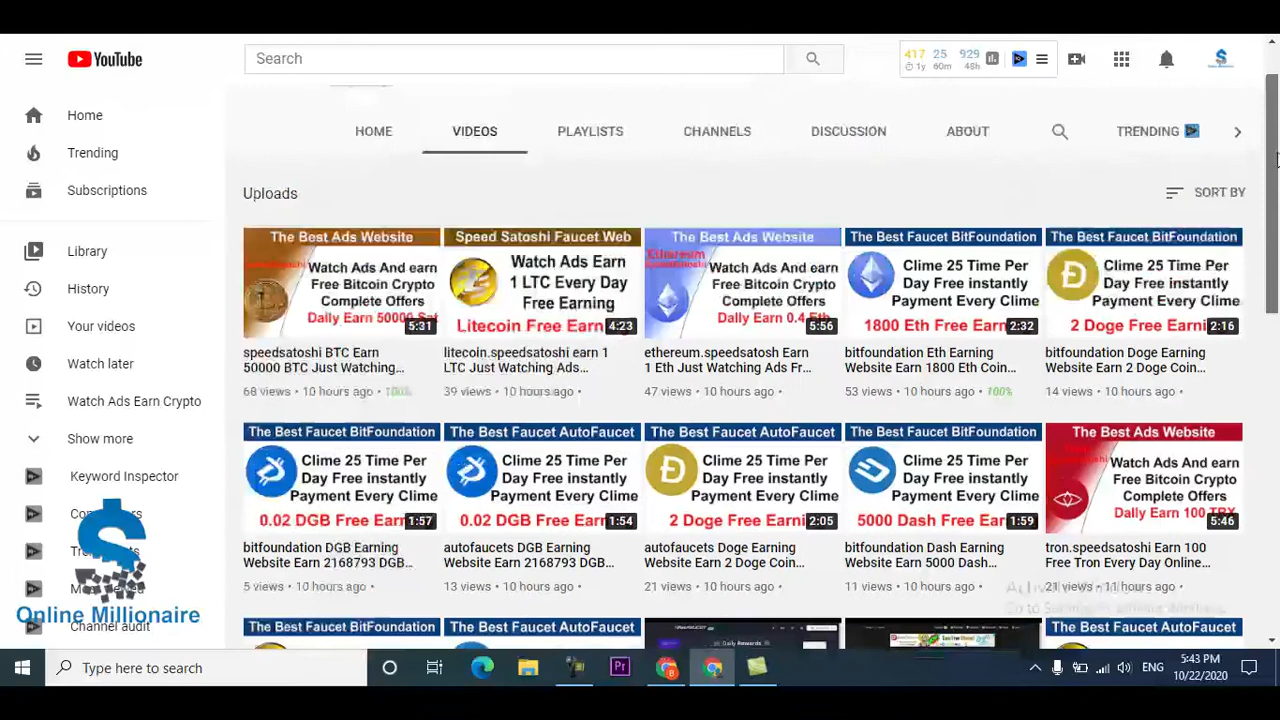 YouTube
Search
417 25 929
1y 60m 48h
Home
Trending
Subscriptions
Library
History
Your videos
Watch later
Watch Ads Earn Crypto
Show more
Keyword Inspector
Channel audit
Online Millionaire
HOME VIDEOS PLAYLISTS CHANNELS DISCUSSION ABOUT TRENDING
Uploads
SORT BY
The Best Ads Website
Watch Ads And earn
Free Bitcoin Crypto
Complete Offers
Dally Earn 50000 Sat
5:31
speedsatoshi BTC Earn
50000 BTC Just Watching...
68 views • 10 hours ago • 100%
Speed Satoshi Faucet Web
Watch Ads Earn
1 LTC Every Day
Free Earning
Litecoin Free Earn
4:23
litecoin.speedsatoshi earn 1
LTC Just Watching Ads...
39 views • 10 hours ago •
The Best Ads Website
Ethereum
Watch Ads And earn
Free Bitcoin Crypto
Complete Offers
Dally Earn 0.4 Eth
5:56
ethereum.speedsatosh Earn
1 Eth Just Watching Ads Fr...
47 views • 10 hours ago •
The Best Faucet BitFoundation
Clime 25 Time Per
Day Free instantly
Payment Every Clime
1800 Eth Free Earn
2:32
bitfoundation Eth Earning
Website Earn 1800 Eth Coin...
53 views • 10 hours ago • 100%
The Best Faucet BitFoundation
Clime 25 Time Per
Day Free instantly
Payment Every Clime
2 Doge Free Earni
2:16
bitfoundation Doge Earning
Website Earn 2 Doge Coin...
14 views • 10 hours ago •
The Best Faucet BitFoundation
Clime 25 Time Per
Day Free instantly
Payment Every Clime
0.02 DGB Free Earn
1:57
bitfoundation DGB Earning
Website Earn 2168793 DGB...
5 views • 10 hours ago •
The Best Faucet AutoFaucet
Clime 25 Time Per
Day Free instantly
Payment Every Clime
0.02 DGB Free Earn
1:54
autofaucets DGB Earning
Website Earn 2168793 DGB...
13 views • 10 hours ago •
The Best Faucet AutoFaucet
Clime 25 Time Per
Day Free instantly
Payment Every Clime
2 Doge Free Earni
2:05
autofaucets Doge Earning
Website Earn 2 Doge Coin...
21 views • 10 hours ago •
The Best Faucet BitFoundation
Clime 25 Time Per
Day Free instantly
Payment Every Clime
5000 Dash Free Ear
1:59
bitfoundation Dash Earning
Website Earn 5000 Dash...
11 views • 10 hours ago •
The Best Ads Website
Watch Ads And earn
Free Bitcoin Crypto
Complete Offers
Dally Earn 100 TRX
5:46
tron.speedsatoshi Earn 100
Free Tron Every Day Online...
21 views • 11 hours ago •
The Best Faucet BitFoundation
The Best Faucet AutoFaucet
Daily Rewards
The Best Faucet AutoFaucet
Type here to search
ENG
5:43 PM
10/22/2020